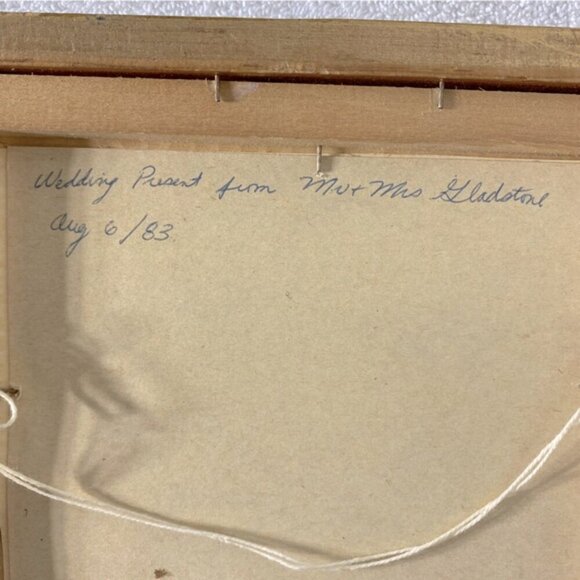 Wedding Present from Mr + Mrs Gladstone
Aug 6/83